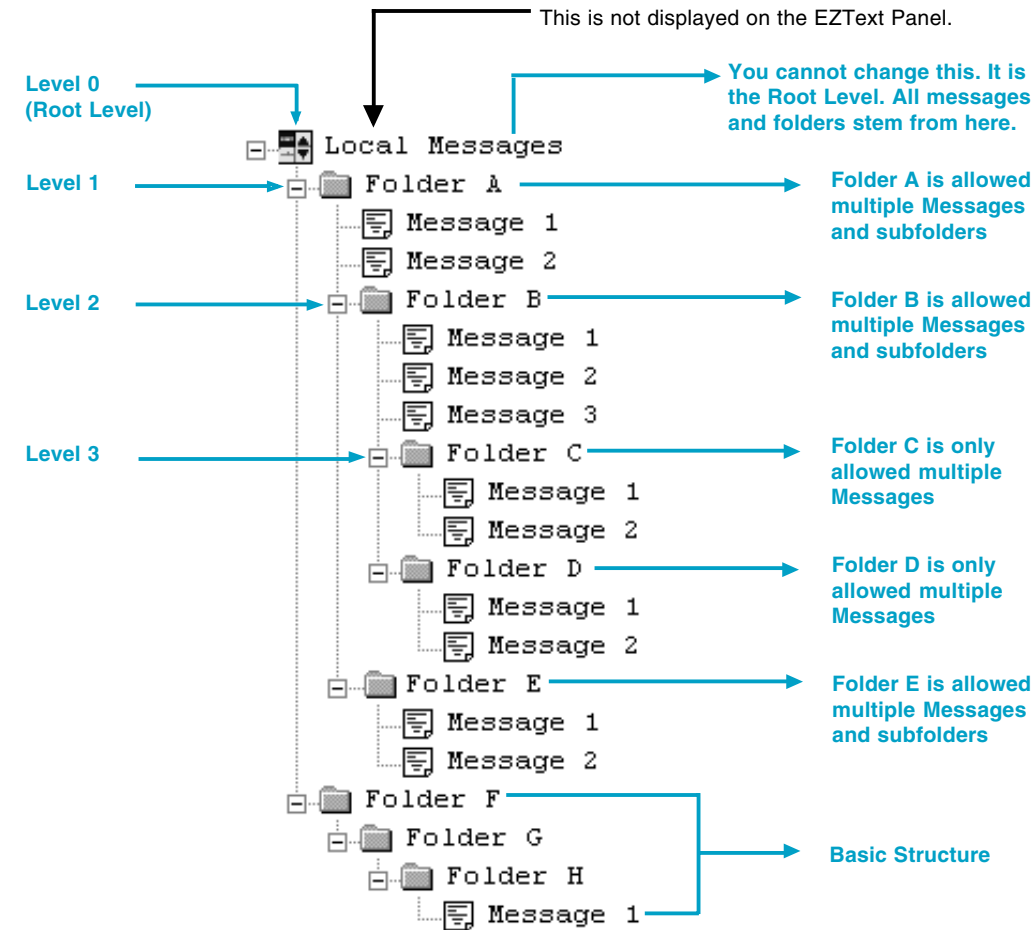 This is not displayed on the EZText Panel.
Level 0
(Root Level)
You cannot change this. It is
the Root Level. All messages
and folders stem from here.
Local Messages
Level 1
Folder A
Folder A is allowed
multiple Messages
and subfolders
Message 1
Message 2
Level 2
Folder B
Folder B is allowed
multiple Messages
and subfolders
Message 1
Message 2
Message 3
Level 3
Folder C
Folder C is only
allowed multiple
Messages
Message 1
Message 2
Folder D
Folder D is only
allowed multiple
Messages
Message 1
Message 2
Folder E
Folder E is allowed
multiple Messages
and subfolders
Message 1
Message 2
Folder F
Folder G
Basic Structure
Folder H
Message 1